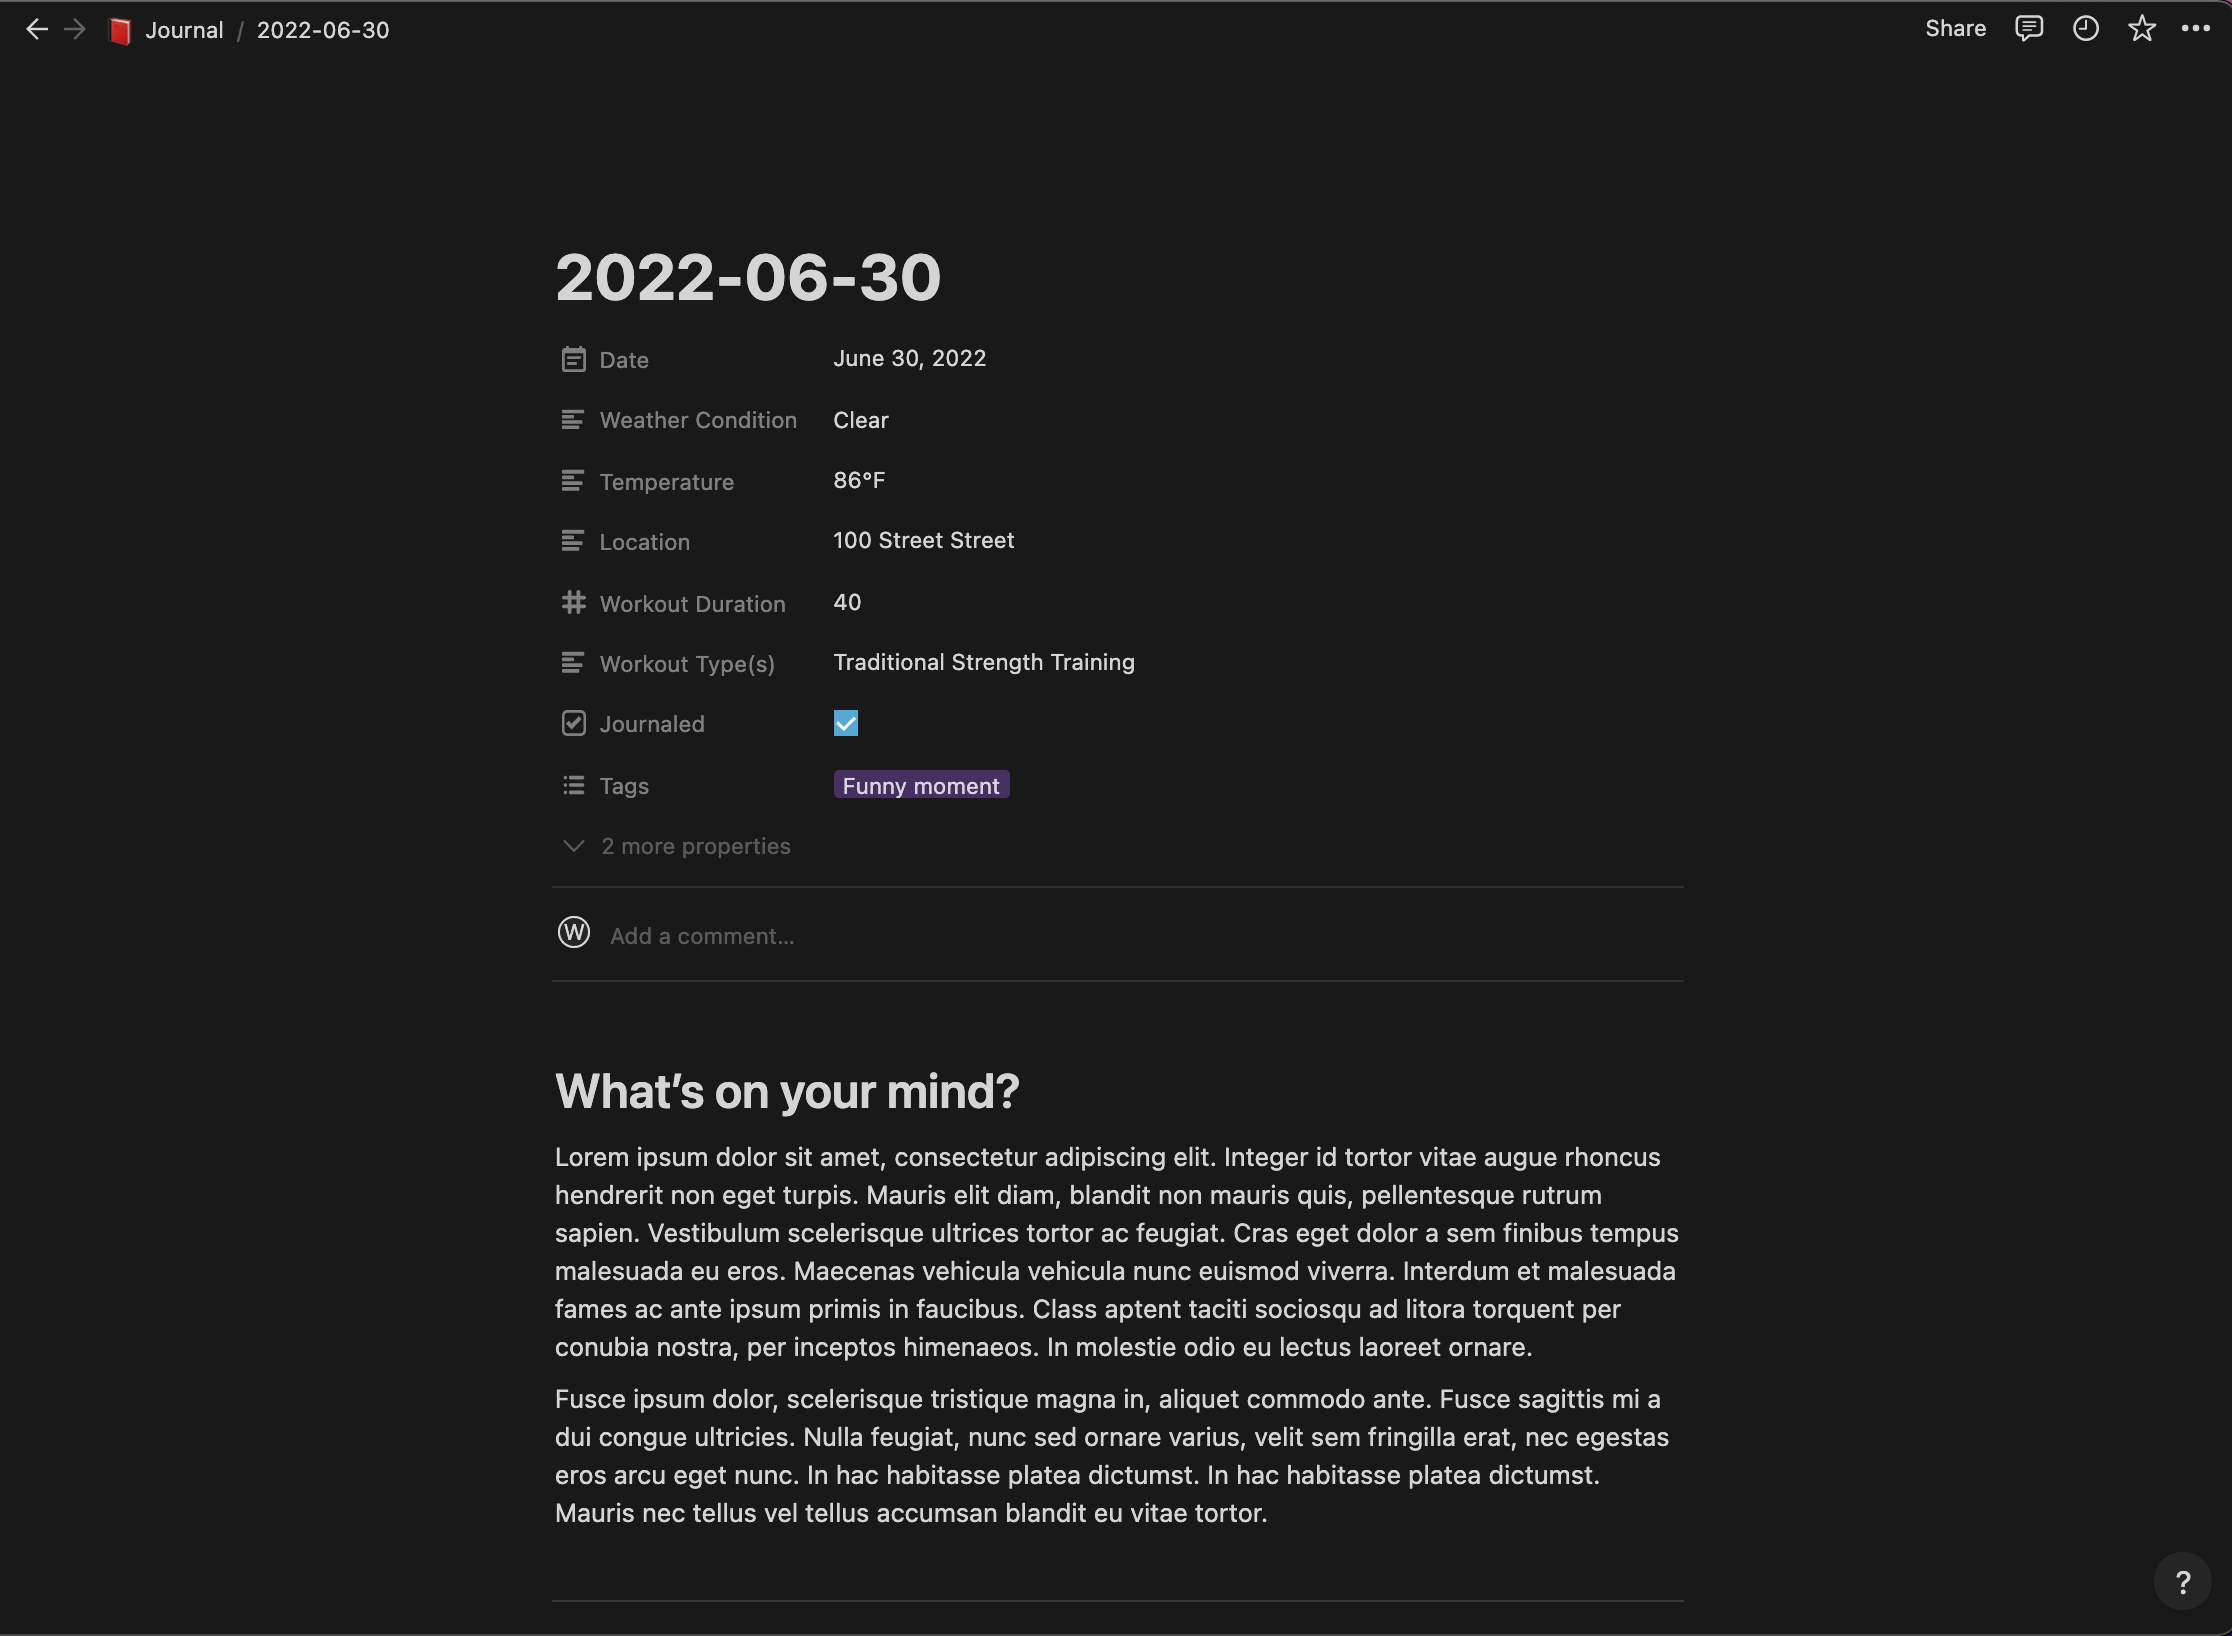 Journal / 2022-06-30
Share
2022-06-30
Date June 30, 2022
Weather Condition Clear
Temperature 86°F
Location 100 Street Street
Workout Duration 40
Workout Type(s) Traditional Strength Training
Journaled
Tags Funny moment
2 more properties
W Add a comment...
What's on your mind?
Lorem ipsum dolor sit amet, consectetur adipiscing elit. Integer id tortor vitae augue rhoncus
hendrerit non eget turpis. Mauris elit diam, blandit non mauris quis, pellentesque rutrum
sapien. Vestibulum scelerisque ultrices tortor ac feugiat. Cras eget dolor a sem finibus tempus
malesuada eu eros. Maecenas vehicula vehicula nunc euismod viverra. Interdum et malesuada
fames ac ante ipsum primis in faucibus. Class aptent taciti sociosqu ad litora torquent per
conubia nostra, per inceptos himenaeos. In molestie odio eu lectus laoreet ornare.
Fusce ipsum dolor, scelerisque tristique magna in, aliquet commodo ante. Fusce sagittis mi a
dui congue ultricies. Nulla feugiat, nunc sed ornare varius, velit sem fringilla erat, nec egestas
eros arcu eget nunc. In hac habitasse platea dictumst. In hac habitasse platea dictumst.
Mauris nec tellus vel tellus accumsan blandit eu vitae tortor.
?